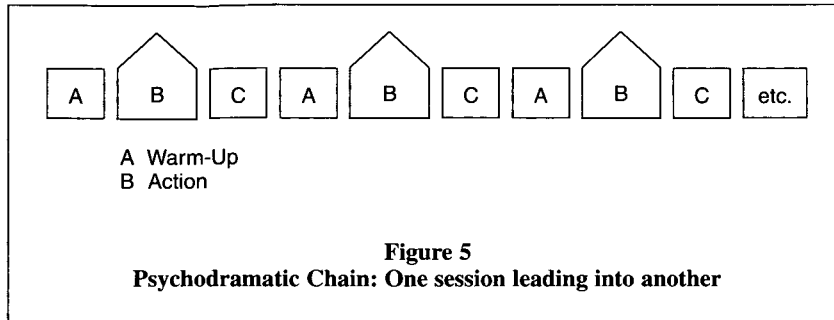 A B C A B C A B C etc.
A Warm-Up
B Action
Figure 5
Psychodramatic Chain: One session leading into another